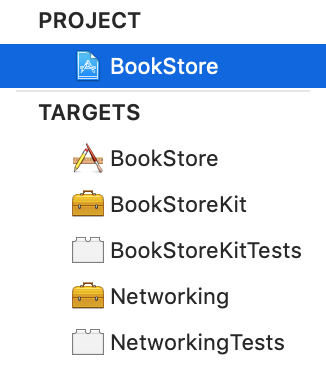 PROJECT
BookStore
TARGETS
BookStore
BookStoreKit
BookStoreKitTests
Networking
NetworkingTests